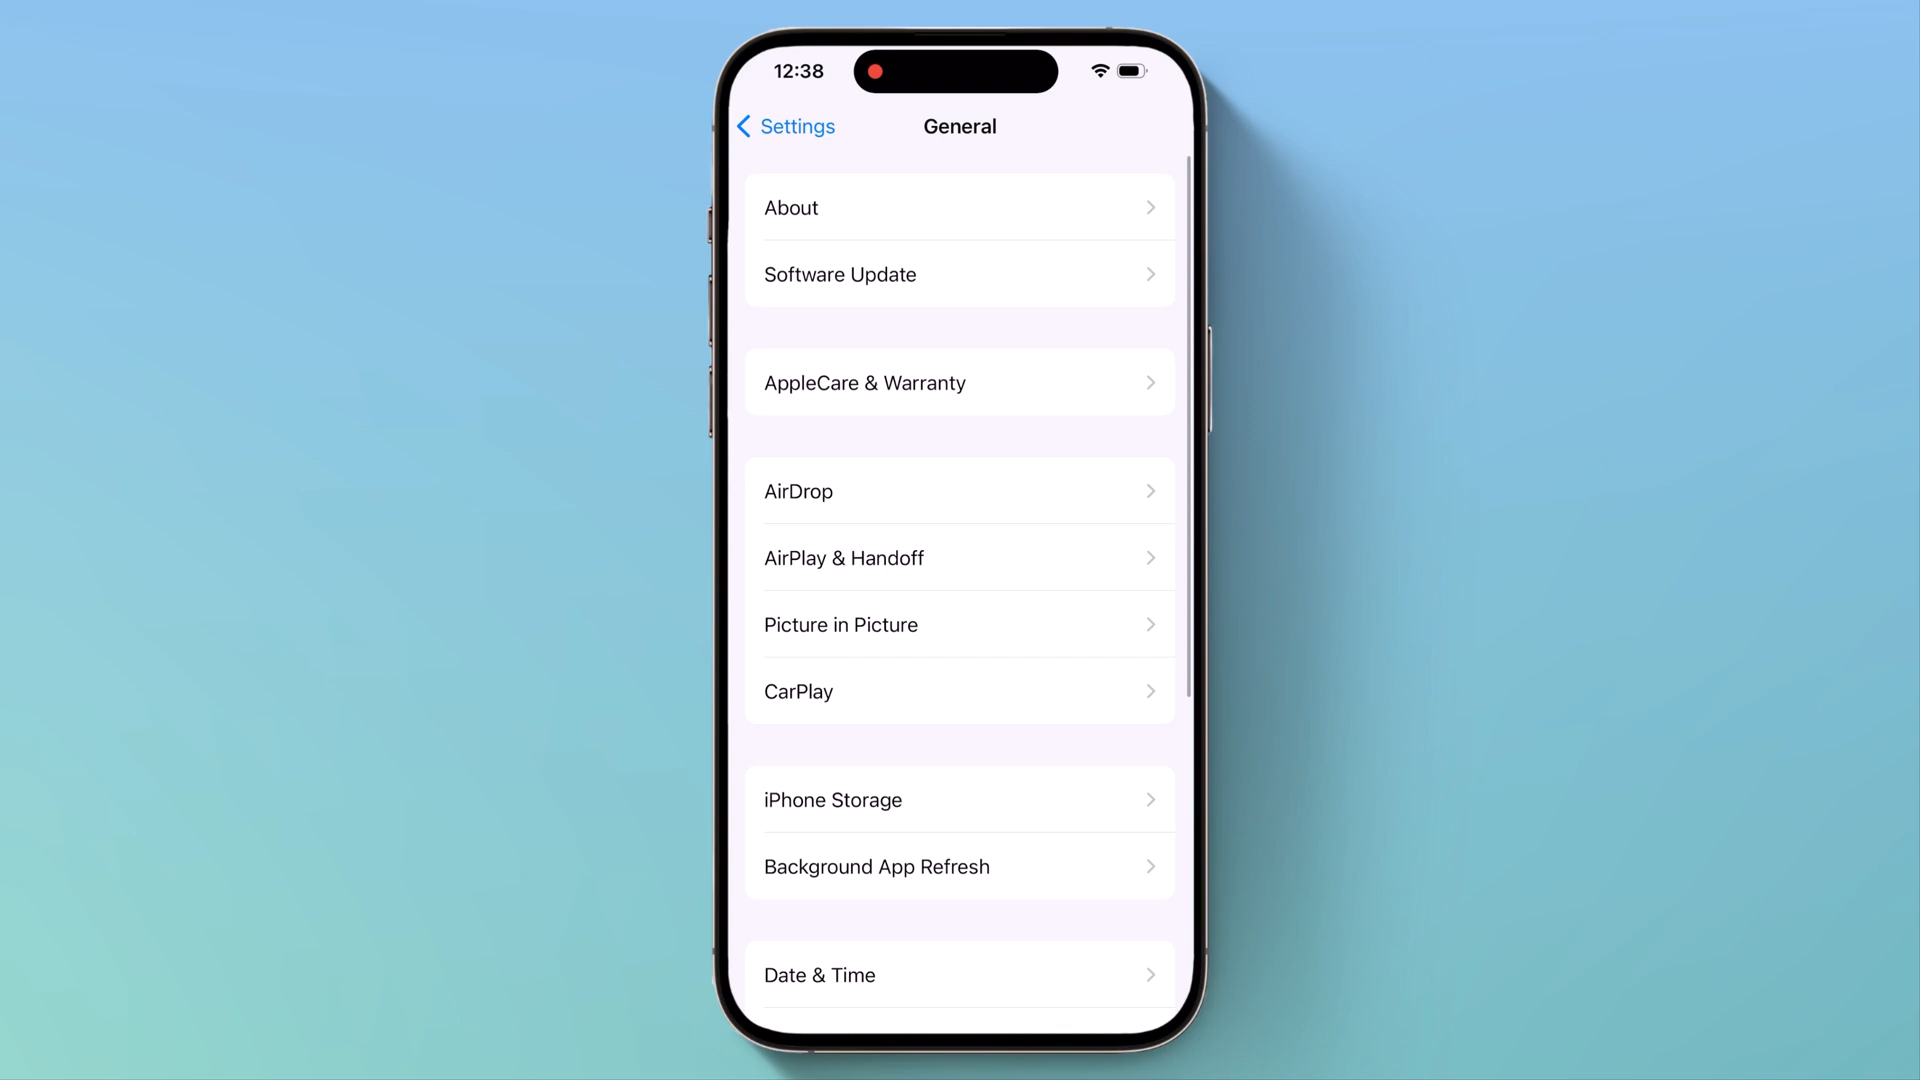 12:38
Settings
General
About
Software Update
AppleCare & Warranty
AirDrop
AirPlay & Handoff
Picture in Picture
CarPlay
iPhone Storage
Background App Refresh
Date & Time